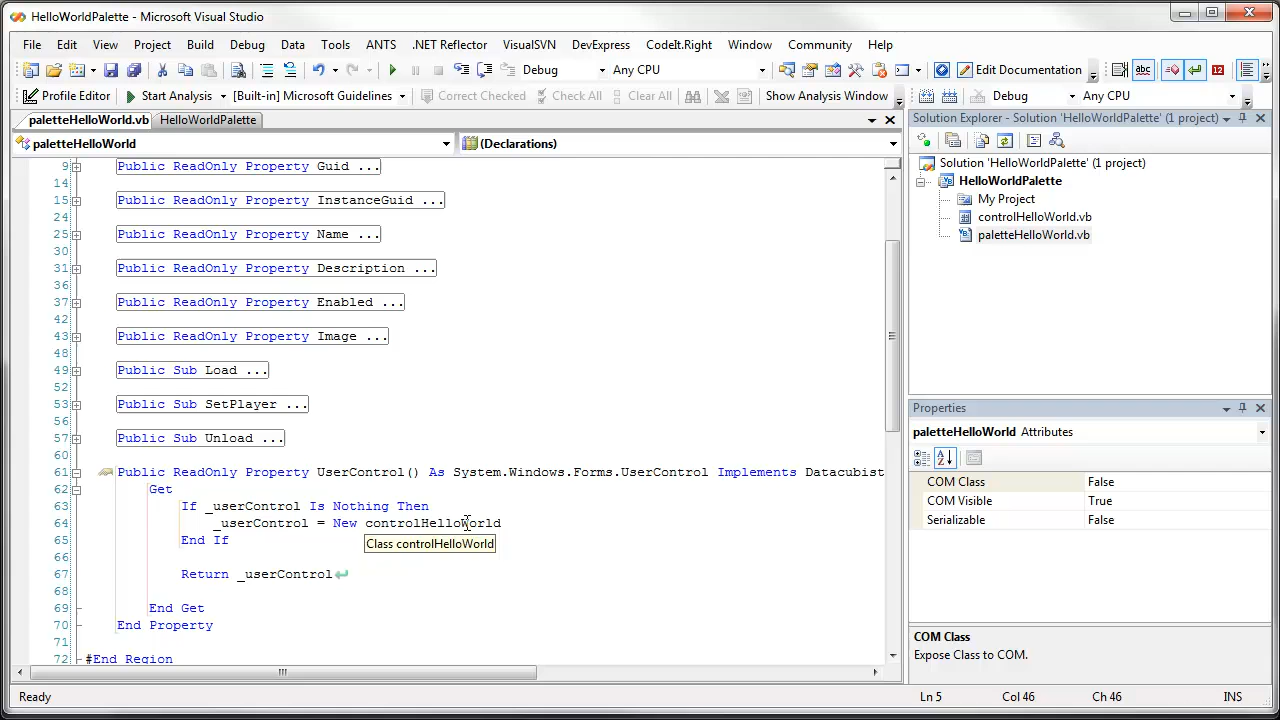 HelloWorldPalette - Microsoft Visual Studio
File Edit View Project Build Debug Data Tools ANTS .NET Reflector VisualSVN DevExpress CodeIt.Right Window Community Help
Debug Any CPU Edit Documentation 12
Profile Editor Start Analysis [Built-in] Microsoft Guidelines Correct Checked Check All Clear All Show Analysis Window Debug Any CPU
paletteHelloWorld.vb HelloWorldPalette
paletteHelloWorld (Declarations)
9 Public ReadOnly Property Guid ...
14
15 Public ReadOnly Property InstanceGuid ...
24
25 Public ReadOnly Property Name ...
30
31 Public ReadOnly Property Description ...
36
37 Public ReadOnly Property Enabled ...
42
43 Public ReadOnly Property Image ...
48
49 Public Sub Load ...
52
53 Public Sub SetPlayer ...
56
57 Public Sub Unload ...
60
61 Public ReadOnly Property UserControl() As System.Windows.Forms.UserControl Implements Datacubist
62 Get
63 If _userControl Is Nothing Then
64 _userControl = New controlHelloWorld
65 End If
Class controlHelloWorld
66
67 Return _userControl
68
69 End Get
70 End Property
71
72 #End Region
Solution Explorer - Solution 'HelloWorldPalette' (1 project)
Solution 'HelloWorldPalette' (1 project)
HelloWorldPalette
My Project
controlHelloWorld.vb
paletteHelloWorld.vb
Properties
paletteHelloWorld Attributes
COM Class False
COM Visible True
Serializable False
COM Class
Expose Class to COM.
Ready Ln 5 Col 46 Ch 46 INS